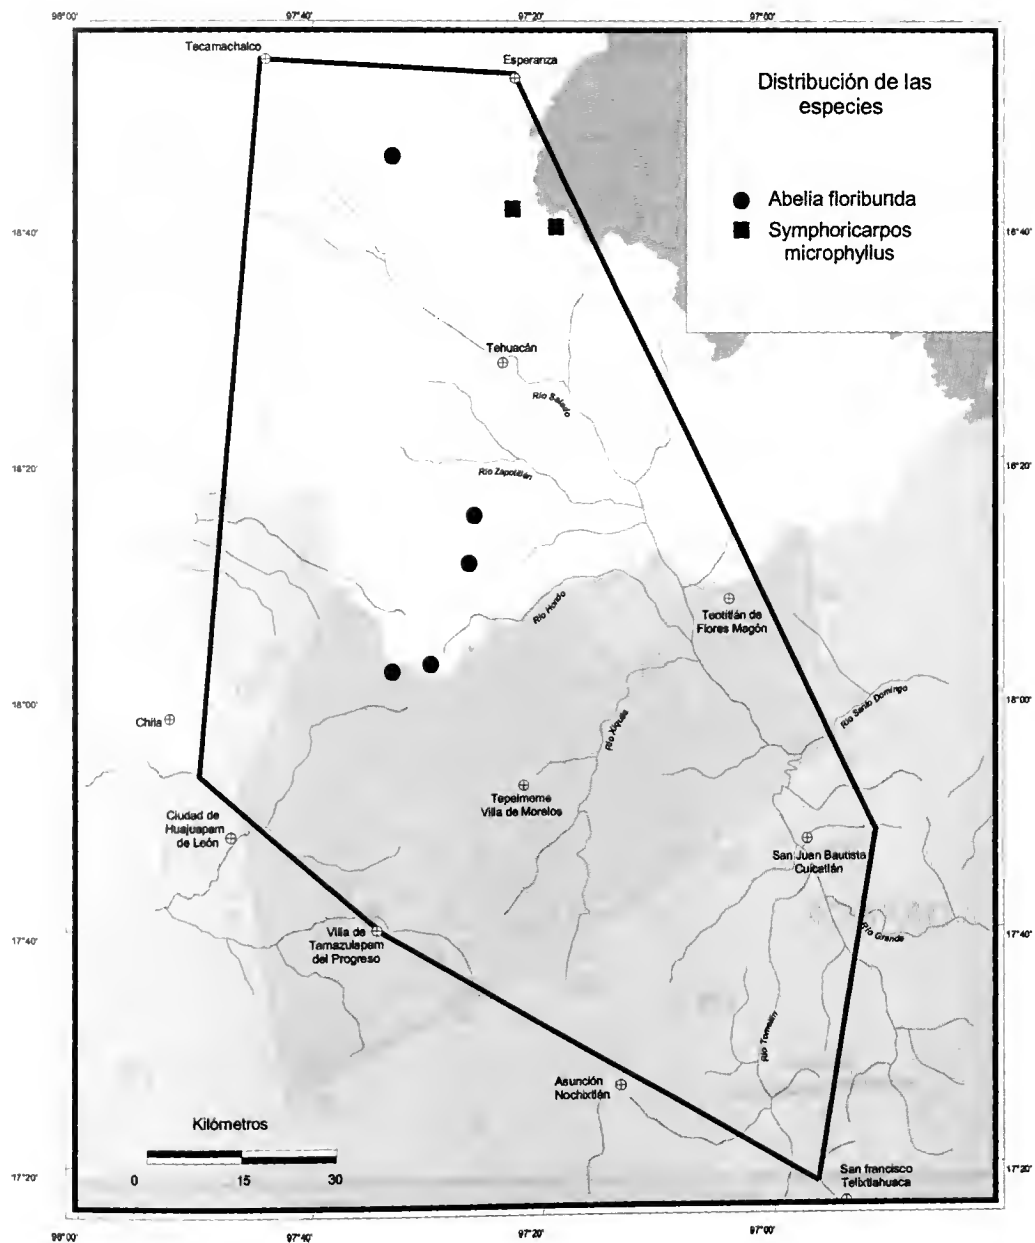 98°00'
97°40'
97°20'
97°00'
Tecamachalco
Esperanza
Distribución de las
especies
Abelia floribunda
Symphoricarpos
microphyllus
18°40'
18°40'
Tehuacán
Río Salado
18°20'
18°20'
Río Zapotitlán
Río Hondo
Teotitlán de
Flores Magón
Río Santo Domingo
18°00'
18°00'
Chila
Río Xiquila
Tepelmeme
Villa de Morelos
Ciudad de
Huajuapam
de León
San Juan Bautista
Cuicatlán
Río Grande
17°40'
17°40'
Villa de
Tamazulapam
del Progreso
Río Tomellín
Asunción
Nochixtlán
Kilómetros
0
15
30
17°20'
17°20'
San francisco
Telixtlahuaca
98°00'
97°40'
97°20'
97°00'